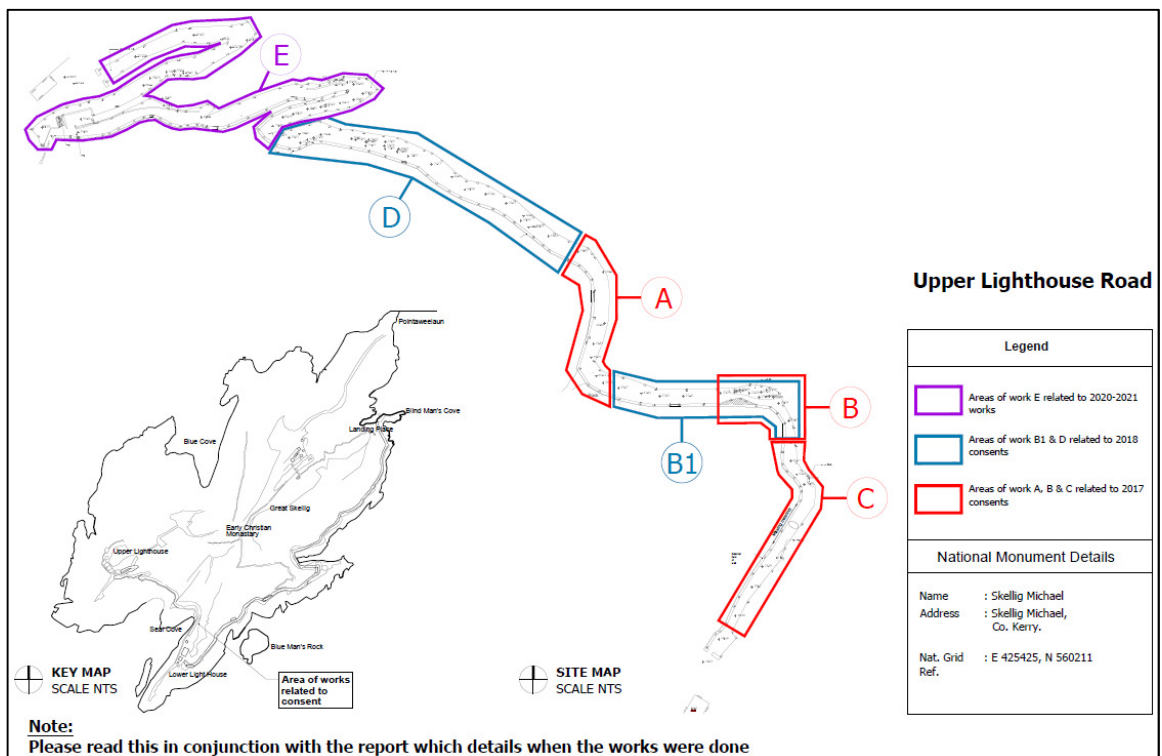 E
D
A
B
B1
C
Upper Lighthouse Road
Legend
Areas of work E related to 2020-2021
works
Areas of work B1 & D related to 2018
consents
Areas of work A, B & C related to 2017
consents
National Monument Details
Name : Skellig Michael
Address : Skellig Michael,
Co. Kerry.
Nat. Grid : E 425425, N 560211
Ref.
Pointaweelaun
Blind Man's Cove
Landing Place
Blue Cove
Great Skellig
Early Christian
Monastary
Upper Lighthouse
Seal Cove
Blue Man's Rock
Lower Light House
Area of works
related to
consent
KEY MAP
SCALE NTS
SITE MAP
SCALE NTS
Note:
Please read this in conjunction with the report which details when the works were done